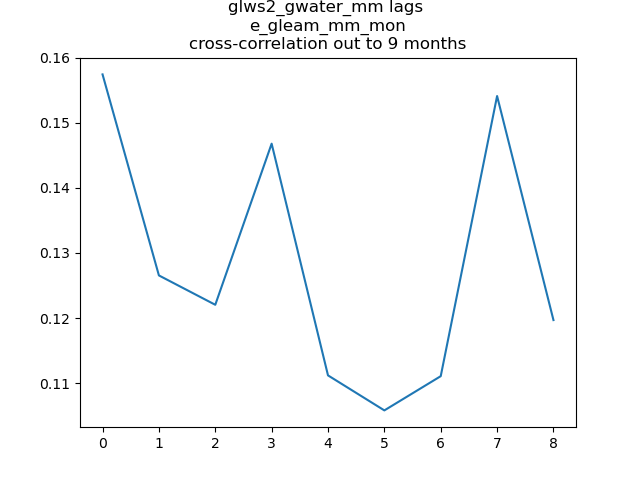 glws2_gwater_mm lags
e_gleam_mm_mon
cross-correlation out to 9 months
0.16
0.15
0.14
0.13
0.12
0.11
0 1 2 3 4 5 6 7 8